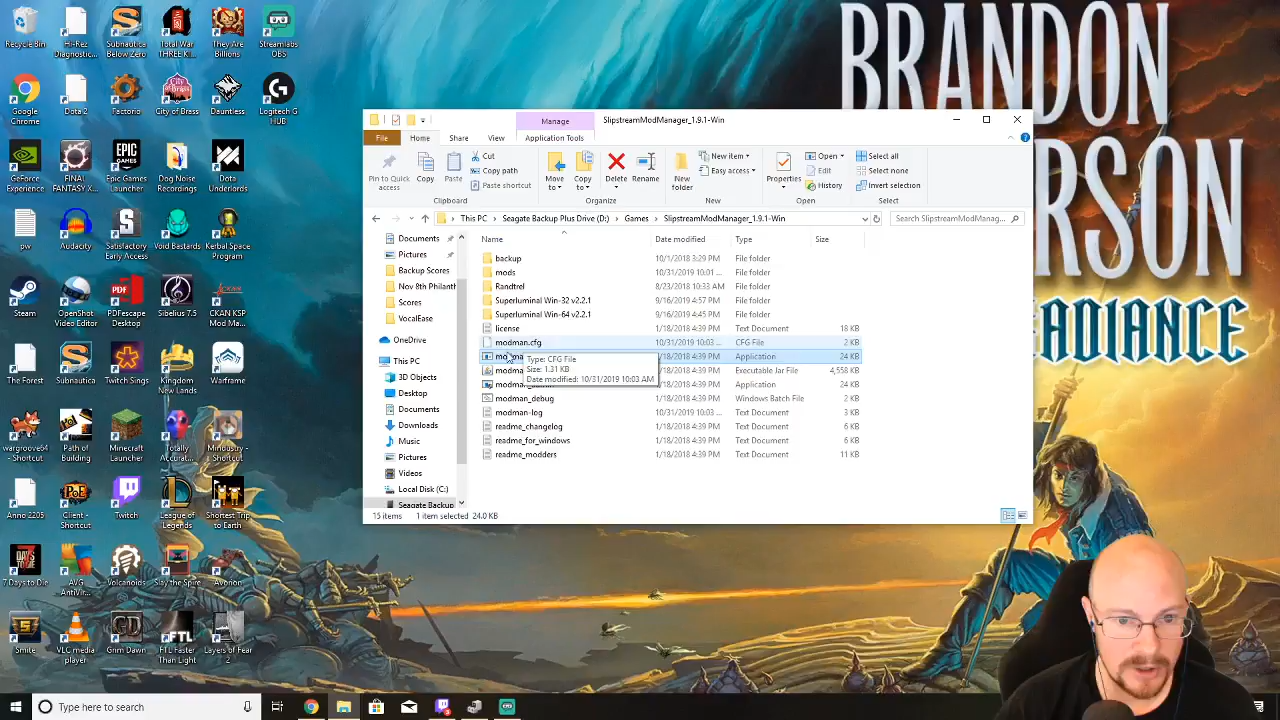 Recycle Bin
Hi-Rez Diagnostic...
Subnautica Below Zero
Total War THREE K...
They Are Billions
Streamlabs OBS
Google Chrome
Dota 2
Factorio
City of Brass
Dauntless
Logitech G HUB
GeForce Experience
FINAL FANTASY X...
Epic Games Launcher
Dog Noise Recordings
Data Underlords
pw
Audacity
Satisfactory Early Access
Void Bastards
Kerbal Space Program
Steam
OpenShot Video Editor
PDFescape Desktop
Sibelius 7.5
CKAN KSP Mod Ma...
The Forest
Subnautica
Twitch Sings
Kingdom New Lands
Warframe
wargroove64 - Shortcut
Path of Building
Minecraft Launcher
Totally Accurat...
Mindustry - Shortcut
Anno 2205
Client - Shortcut
Twitch
League of Legends
Shortest Trip to Earth
7 Days to Die
AVG AntiVir...
Volcanoids
Slay the Spire
Avorion
Smite
VLC media player
Grim Dawn
FTL Faster Than Light
Layers of Fear 2
BRANDON
ERSON
ADIANCE
Manage
SlipstreamModManager_1.9.1-Win
File
Home
Share
View
Application Tools
Pin to Quick access
Copy
Paste
Cut
Copy path
Paste shortcut
Move to
Copy to
Delete
Rename
New folder
New item
Easy access
Properties
Open
Edit
History
Select all
Select none
Invert selection
Clipboard
Organize
New
Open
Select
This PC > Seagate Backup Plus Drive (D:) > Games > SlipstreamModManager_1.9.1-Win
Search SlipstreamModManag...
Documents
Pictures
Backup Scores
Nov 8th Philanth
Scores
VocalEase
OneDrive
This PC
3D Objects
Desktop
Documents
Downloads
Music
Pictures
Videos
Local Disk (C:)
Seagate Backup
Name Date modified Type Size
backup 10/1/2018 3:29 PM File folder
mods 10/31/2019 10:01 ... File folder
Randtrel 8/23/2018 10:33 AM File folder
Superluminal Win-32 v2.2.1 9/16/2019 4:57 PM File folder
Superluminal Win-64 v2.2.1 9/16/2019 4:57 PM File folder
license 1/18/2018 4:39 PM Text Document 18 KB
modman.cfg 10/31/2019 10:03 ... CFG File 2 KB
1/18/2018 4:39 PM Application 24 KB
1/18/2018 4:39 PM Executable Jar File 4,558 KB
1/18/2018 4:39 PM Application 24 KB
modman_debug 1/18/2018 4:39 PM Windows Batch File 2 KB
modman-log 10/31/2019 10:03 ... Text Document 3 KB
readme_changelog 1/18/2018 4:39 PM Text Document 6 KB
readme_for_windows 1/18/2018 4:39 PM Text Document 6 KB
readme_modders 1/18/2018 4:39 PM Text Document 11 KB
Type: CFG File
Size: 1.31 KB
Date modified: 10/31/2019 10:03 AM
15 items 1 item selected 24.0 KB
Type here to search